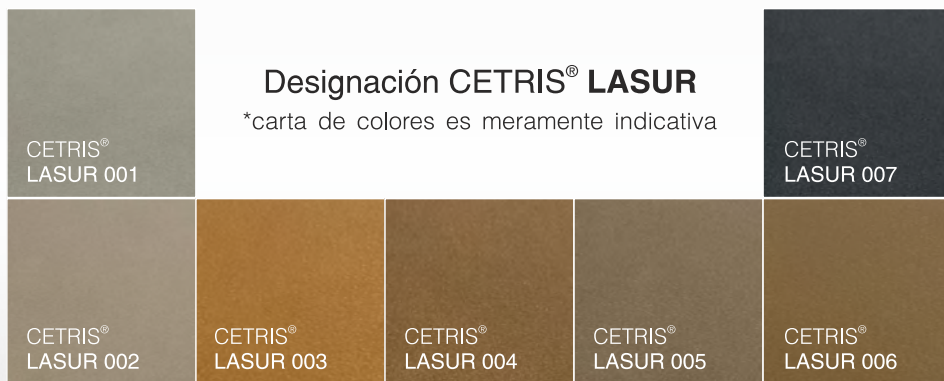 Designación CETRIS® LASUR
*carta de colores es meramente indicativa
CETRIS®
LASUR 001
CETRIS®
LASUR 007
CETRIS®
LASUR 002
CETRIS®
LASUR 003
CETRIS®
LASUR 004
CETRIS®
LASUR 005
CETRIS®
LASUR 006